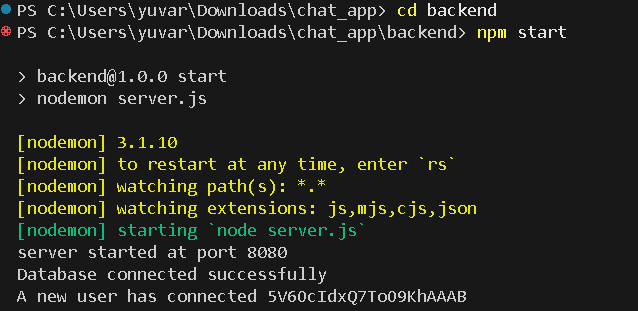 PS C:\Users\yuvar\Downloads\chat_app> cd backend
PS C:\Users\yuvar\Downloads\chat_app\backend> npm start
> backend@1.0.0 start
> nodemon server.js
[nodemon] 3.1.10
[nodemon] to restart at any time, enter `rs`
[nodemon] watching path(s): *.*
[nodemon] watching extensions: js,mjs,cjs,json
[nodemon] starting `node server.js`
server started at port 8080
Database connected successfully
A new user has connected 5V6OcIdxQ7ToO9KhAAAB